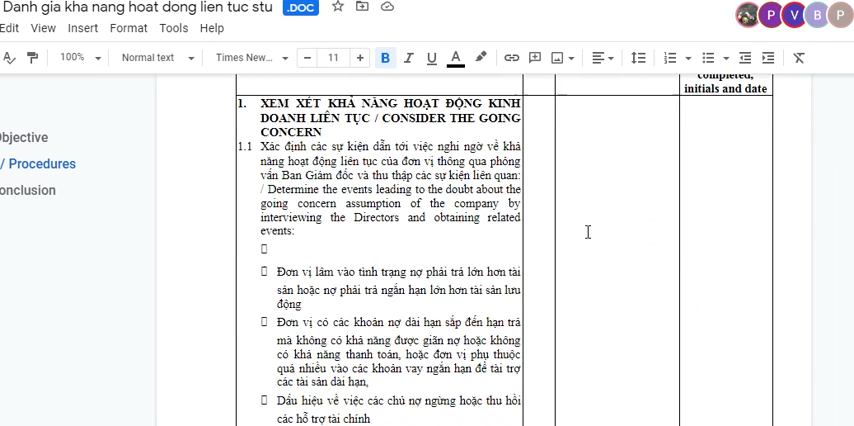 Danh gia kha nang hoat dong lien tuc stu .DOC
P V B P
Edit View Insert Format Tools Help
100% Normal text Times New... 11 B I U A
Objective
/ Procedures
onclusion
completed,
initials and date
1. XEM XÉT KHẢ NĂNG HOẠT ĐỘNG KINH
DOANH LIÊN TỤC / CONSIDER THE GOING
CONCERN
1.1 Xác định các sự kiện dẫn tới việc nghi ngờ về khả
năng hoạt động liên tục của đơn vị thông qua phỏng
vấn Ban Giám đốc và thu thập các sự kiện liên quan:
/ Determine the events leading to the doubt about the
going concern assumption of the company by
interviewing the Directors and obtaining related
events:
Đơn vị lâm vào tình trạng nợ phải trả lớn hơn tài
sản hoặc nợ phải trả ngắn hạn lớn hơn tài sản lưu
động
Đơn vị có các khoản nợ dài hạn sắp đến hạn trả
mà không có khả năng được giãn nợ hoặc không
có khả năng thanh toán, hoặc đơn vị phụ thuộc
quá nhiều vào các khoản vay ngắn hạn để tài trợ
các tài sản dài hạn,
Dấu hiệu về việc các chủ nợ ngừng hoặc thu hồi
các hỗ trợ tài chính